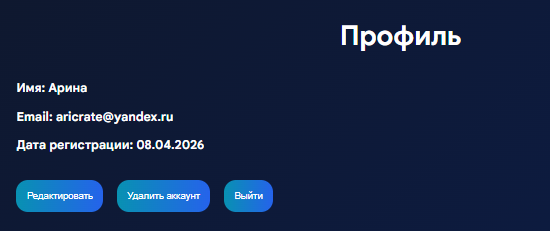 Профиль
Имя: Арина
Email: aricrate@yandex.ru
Дата регистрации: 08.04.2026
Редактировать Удалить аккаунт Выйти